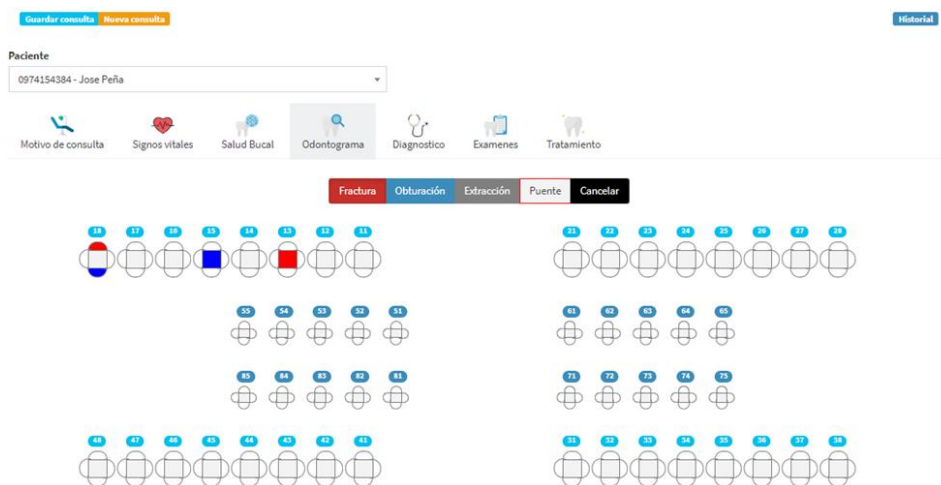 Guardar consulta Nueva consulta Historial
Paciente
0974154384 - Jose Peña
Motivo de consulta Signos vitales Salud Bucal Odontograma Diagnostico Examenes Tratamiento
Fractura Obturación Extracción Puente Cancelar
18 17 16 15 14 13 12 11 21 22 23 24 25 26 27 28
55 54 53 52 51 61 62 63 64 65
85 84 83 82 81 71 72 73 74 75
48 47 46 45 44 43 42 41 31 32 33 34 35 36 37 38